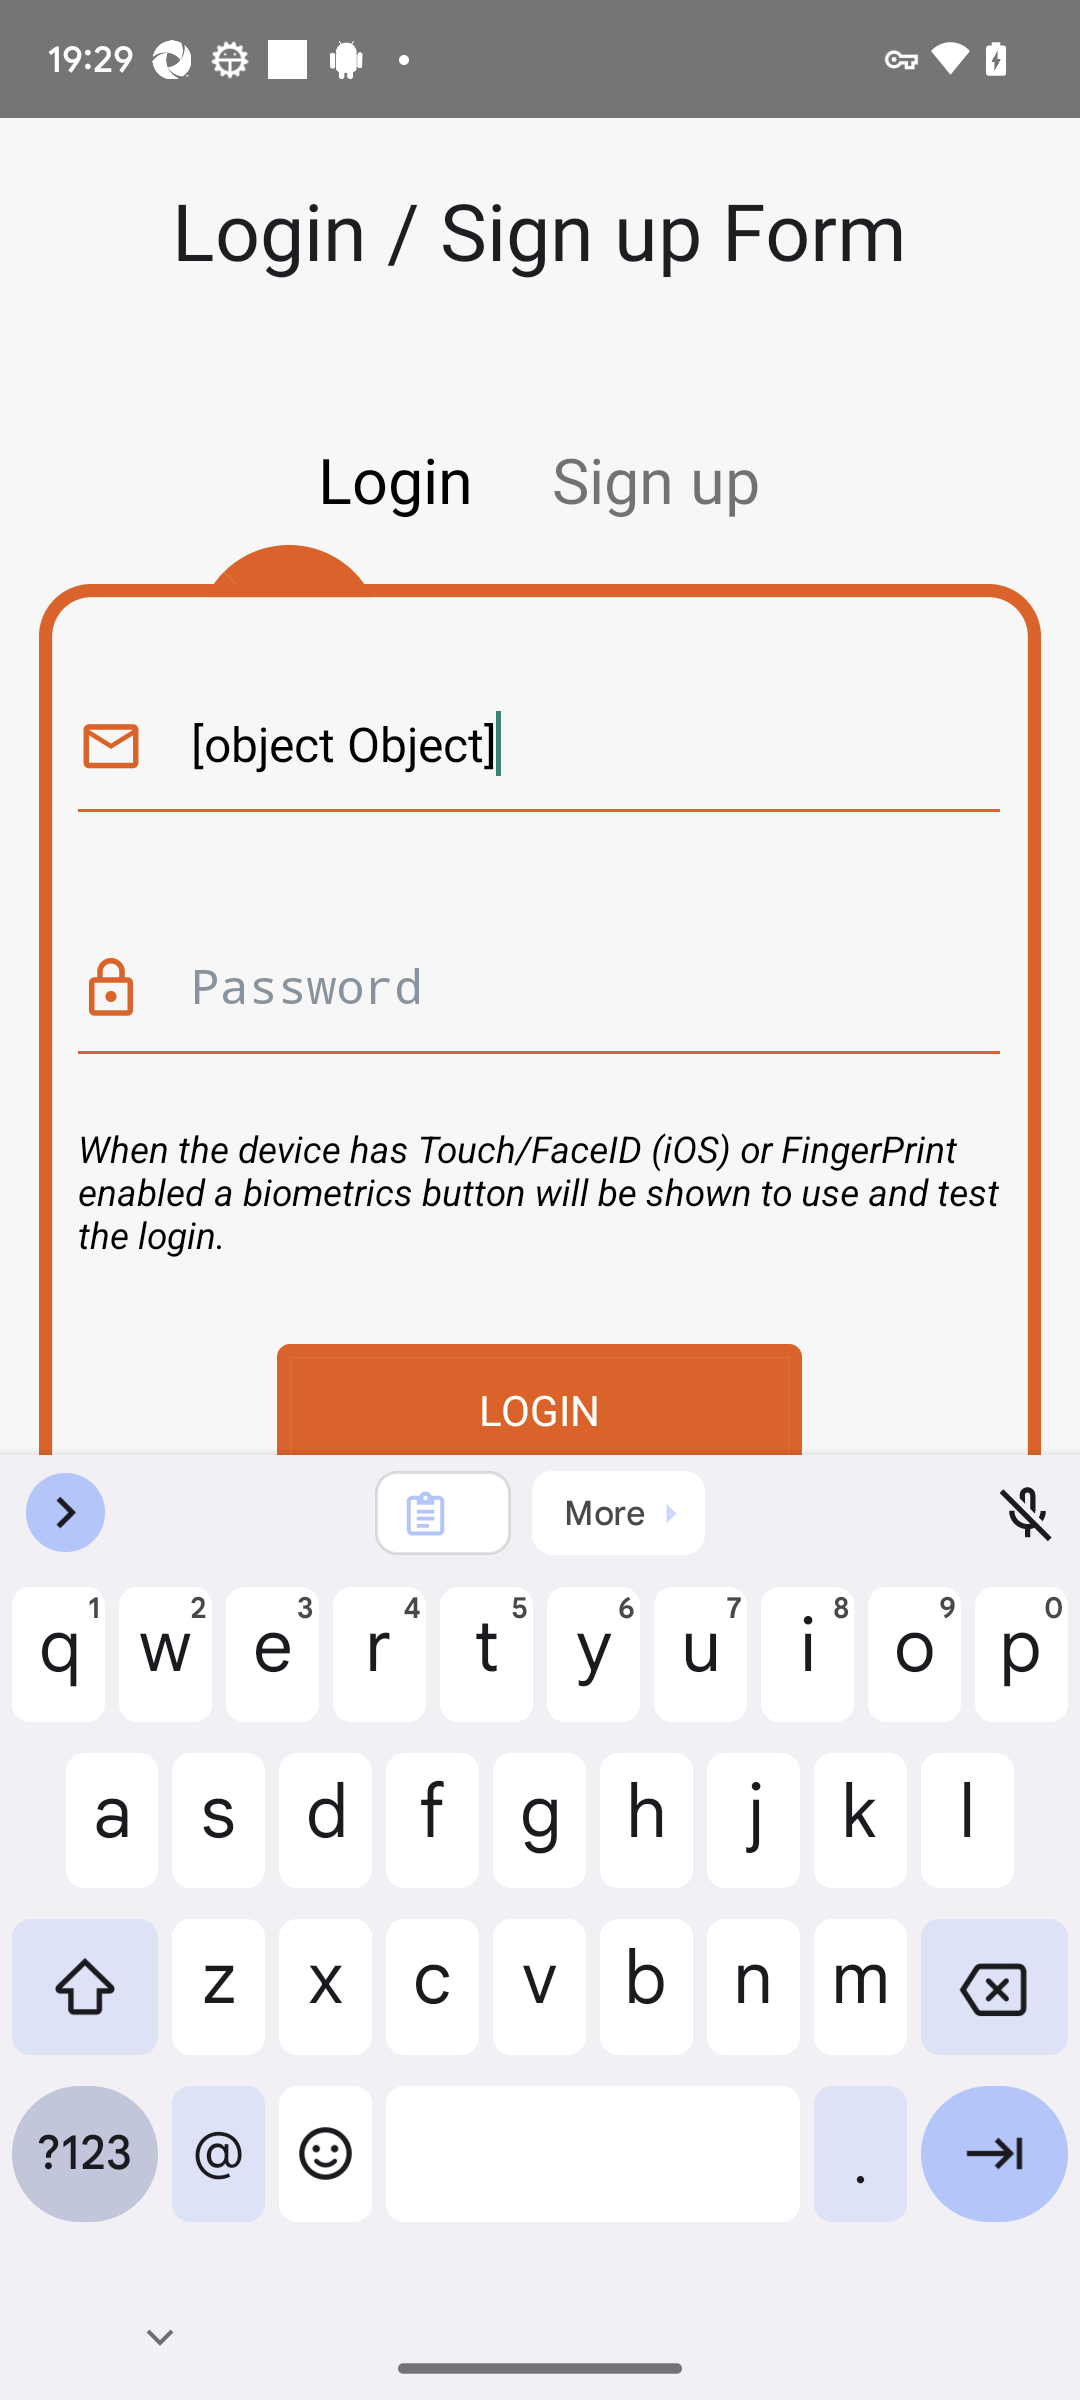 19:29
Login / Sign up Form
Login Sign up
[object Object]
Password
When the device has Touch/FaceID (iOS) or FingerPrint
enabled a biometrics button will be shown to use and test
the login.
LOGIN
More
1 2 3 4 5 6 7 8 9 0
q w e r t y u i o p
a s d f g h j k l
z x c v b n m
?123 @ .